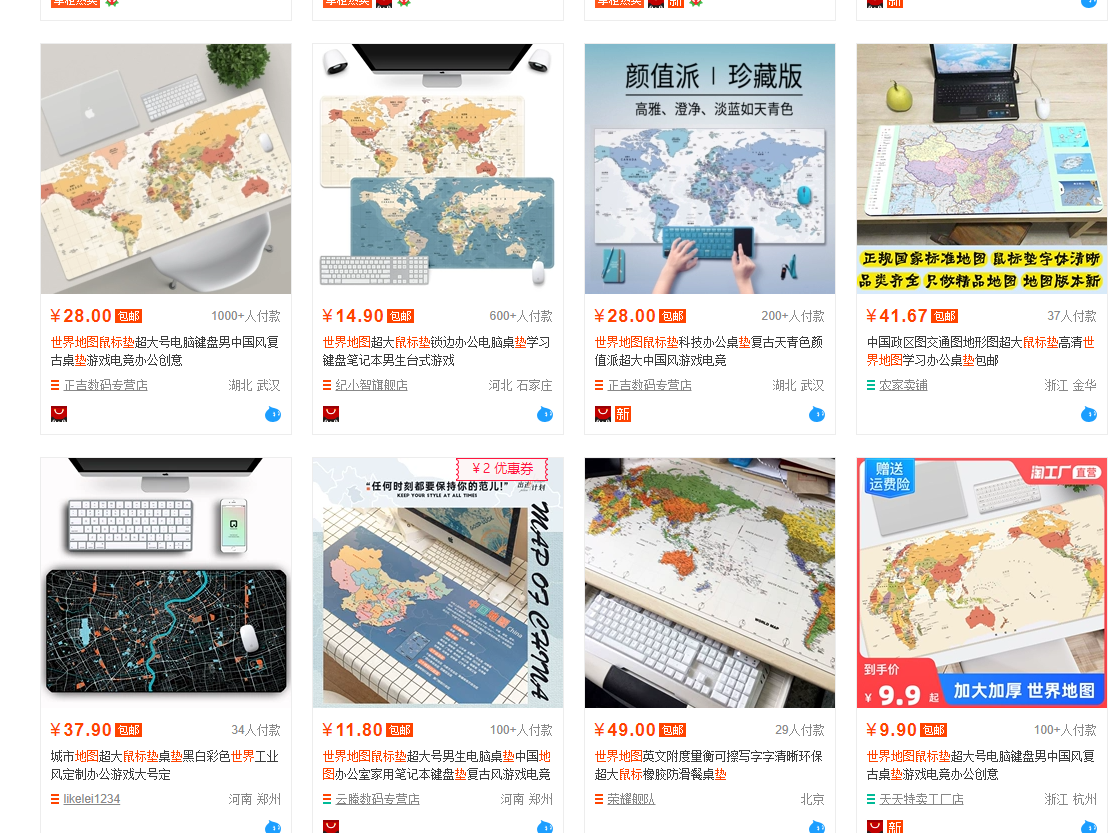 掌柜热卖
掌柜热卖
掌柜热卖 新
新
颜值派 | 珍藏版
高雅、澄净、淡蓝如天青色
正规国家标准地图 鼠标垫字体清晰
品类齐全 只做精品地图 地图版本新
¥28.00 包邮 1000+人付款
世界地图鼠标垫超大号电脑键盘男中国风复
古桌垫游戏电竞办公创意
正吉数码专营店 湖北 武汉
¥14.90 包邮 600+人付款
世界地图超大鼠标垫锁边办公电脑桌垫学习
键盘笔记本男生台式游戏
纪小智旗舰店 河北 石家庄
¥28.00 包邮 200+人付款
世界地图鼠标垫科技办公桌垫复古天青色颜
值派超大中国风游戏电竞
正吉数码专营店 湖北 武汉
新
¥41.67 包邮 37人付款
中国政区图交通图地形图超大鼠标垫高清世
界地图学习办公桌垫包邮
农家卖铺 浙江 金华
¥2 优惠券
“任何时刻都要保持你的范儿!”
KEEP YOUR STYLE AT ALL TIMES
出走计划
MAP OF CHINA
中国地图
China
WORLD MAP
赠送
运费险
淘工厂 直营
到手价
¥ 9.9 起
加大加厚 世界地图
¥37.90 包邮 34人付款
城市地图超大鼠标垫桌垫黑白彩色世界工业
风定制办公游戏大号定
likelei1234 河南 郑州
¥11.80 包邮 100+人付款
世界地图鼠标垫超大号男生电脑桌垫中国地
图办公室家用笔记本键盘垫复古风游戏电竞
云腾数码专营店 河南 郑州
¥49.00 包邮 29人付款
世界地图英文附度量衡可擦写字字清晰环保
超大鼠标橡胶防滑餐桌垫
荣耀舰队 北京
¥9.90 包邮 100+人付款
世界地图鼠标垫超大号电脑键盘男中国风复
古桌垫游戏电竞办公创意
天天特卖工厂店 浙江 杭州
新